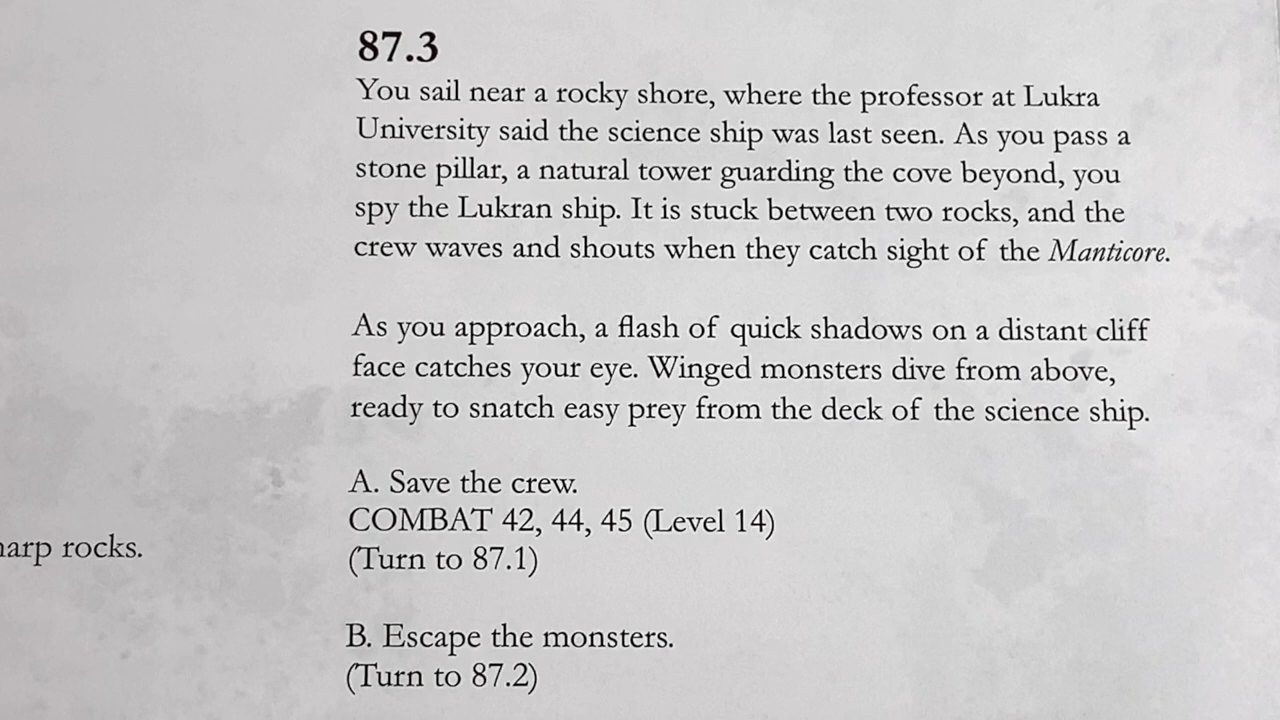 87.3
You sail near a rocky shore, where the professor at Lukra
University said the science ship was last seen. As you pass a
stone pillar, a natural tower guarding the cove beyond, you
spy the Lukran ship. It is stuck between two rocks, and the
crew waves and shouts when they catch sight of the Manticore.
As you approach, a flash of quick shadows on a distant cliff
face catches your eye. Winged monsters dive from above,
ready to snatch easy prey from the deck of the science ship.
A. Save the crew.
COMBAT 42, 44, 45 (Level 14)
(Turn to 87.1)
B. Escape the monsters.
(Turn to 87.2)
rocks.